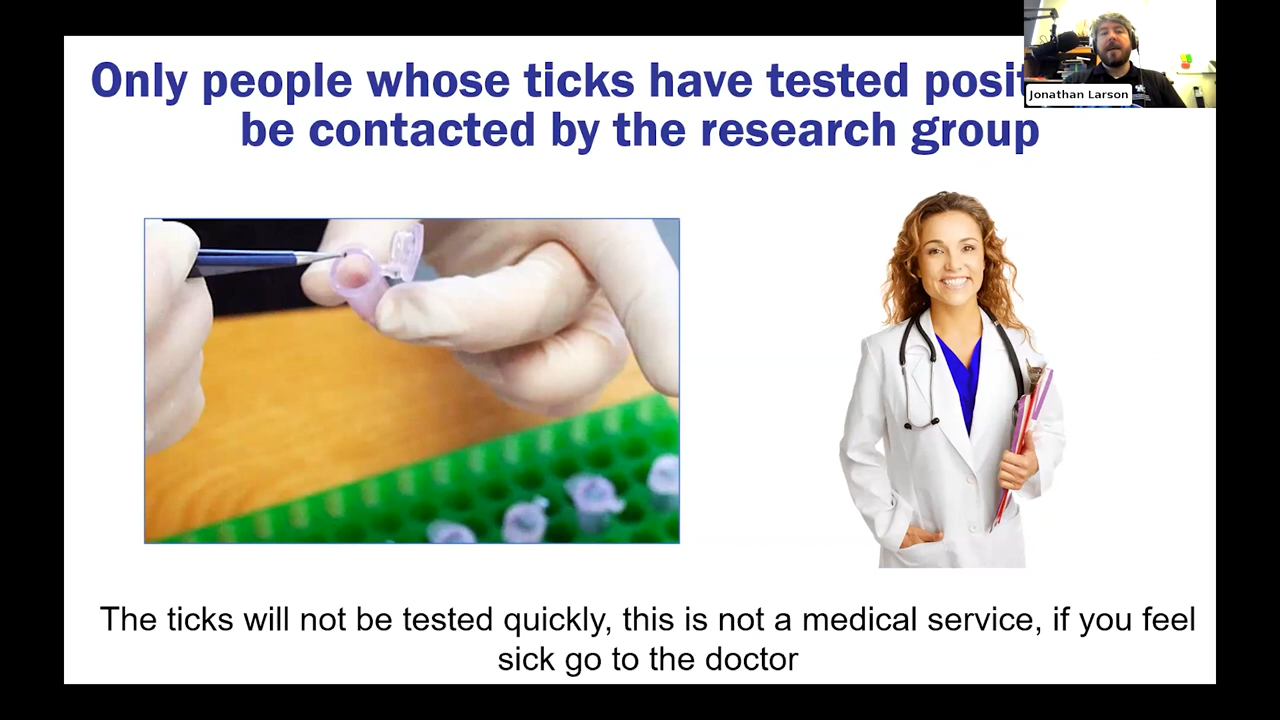 Only people whose ticks have tested
be contacted by the research group
Jonathan Larson
The ticks will not be tested quickly, this is not a medical service, if you feel
sick go to the doctor